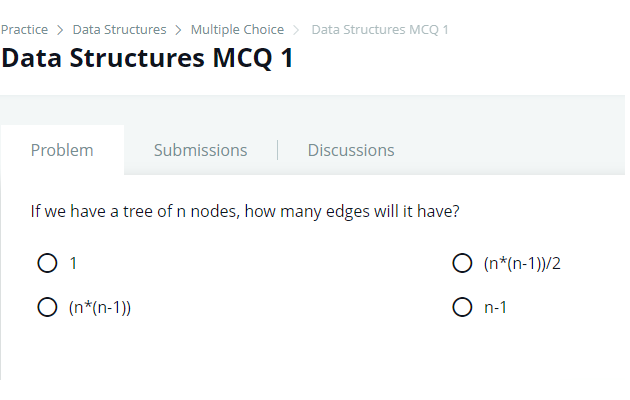 Practice > Data Structures > Multiple Choice > Data Structures MCQ 1
Data Structures MCQ 1
Problem Submissions Discussions
If we have a tree of n nodes, how many edges will it have?
1 (n*(n-1))/2
(n*(n-1)) n-1